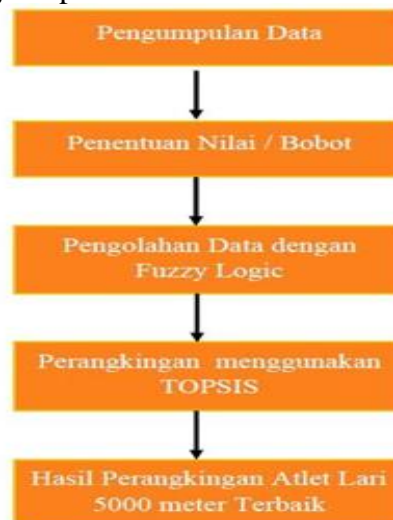 Pengumpulan Data
Penentuan Nilai / Bobot
Pengolahan Data dengan
Fuzzy Logic
Perangkingan menggunakan
TOPSIS
Hasil Perangkingan Atlet Lari
5000 meter Terbaik